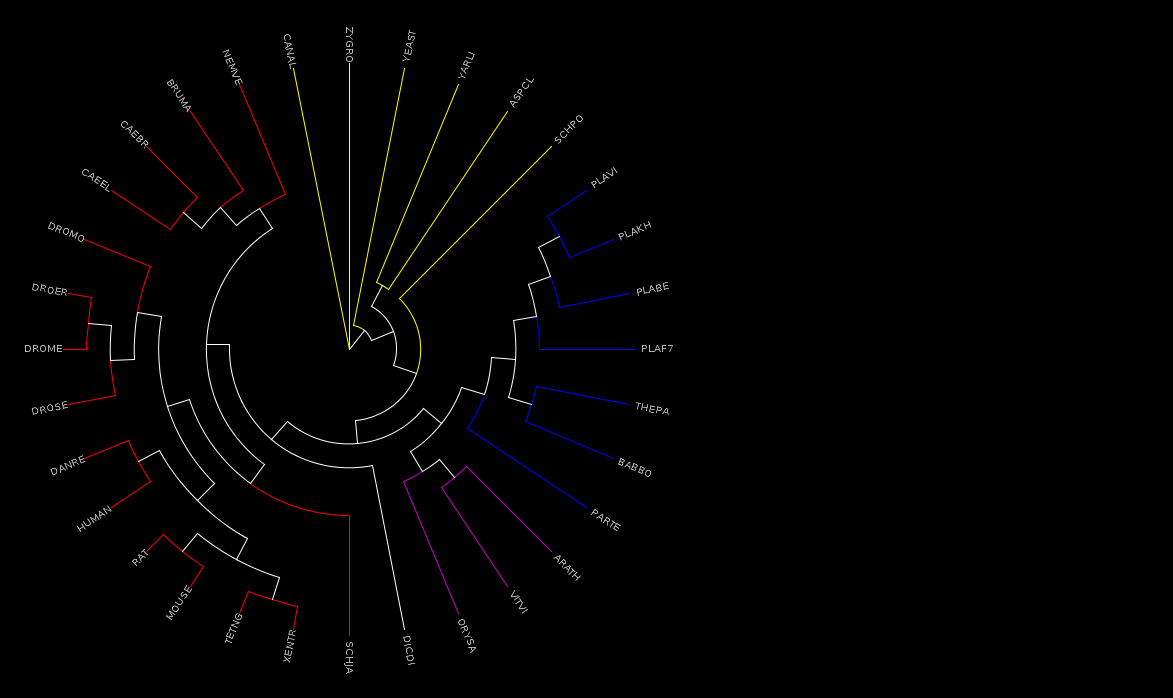 ZYGRO
YEAST
YARLI
ASPCL
SCHPO
PLAVI
PLAKH
PLABE
PLAF7
THEPA
BABBO
PARTE
ARATH
VITVI
ORYSA
DICDI
SCHJA
XENTR
TETNG
MOUSE
RAT
HUMAN
DANRE
DROSE
DROME
DROER
DROMO
CAEEL
CAEBR
BRUMA
NEMVE
CANAL